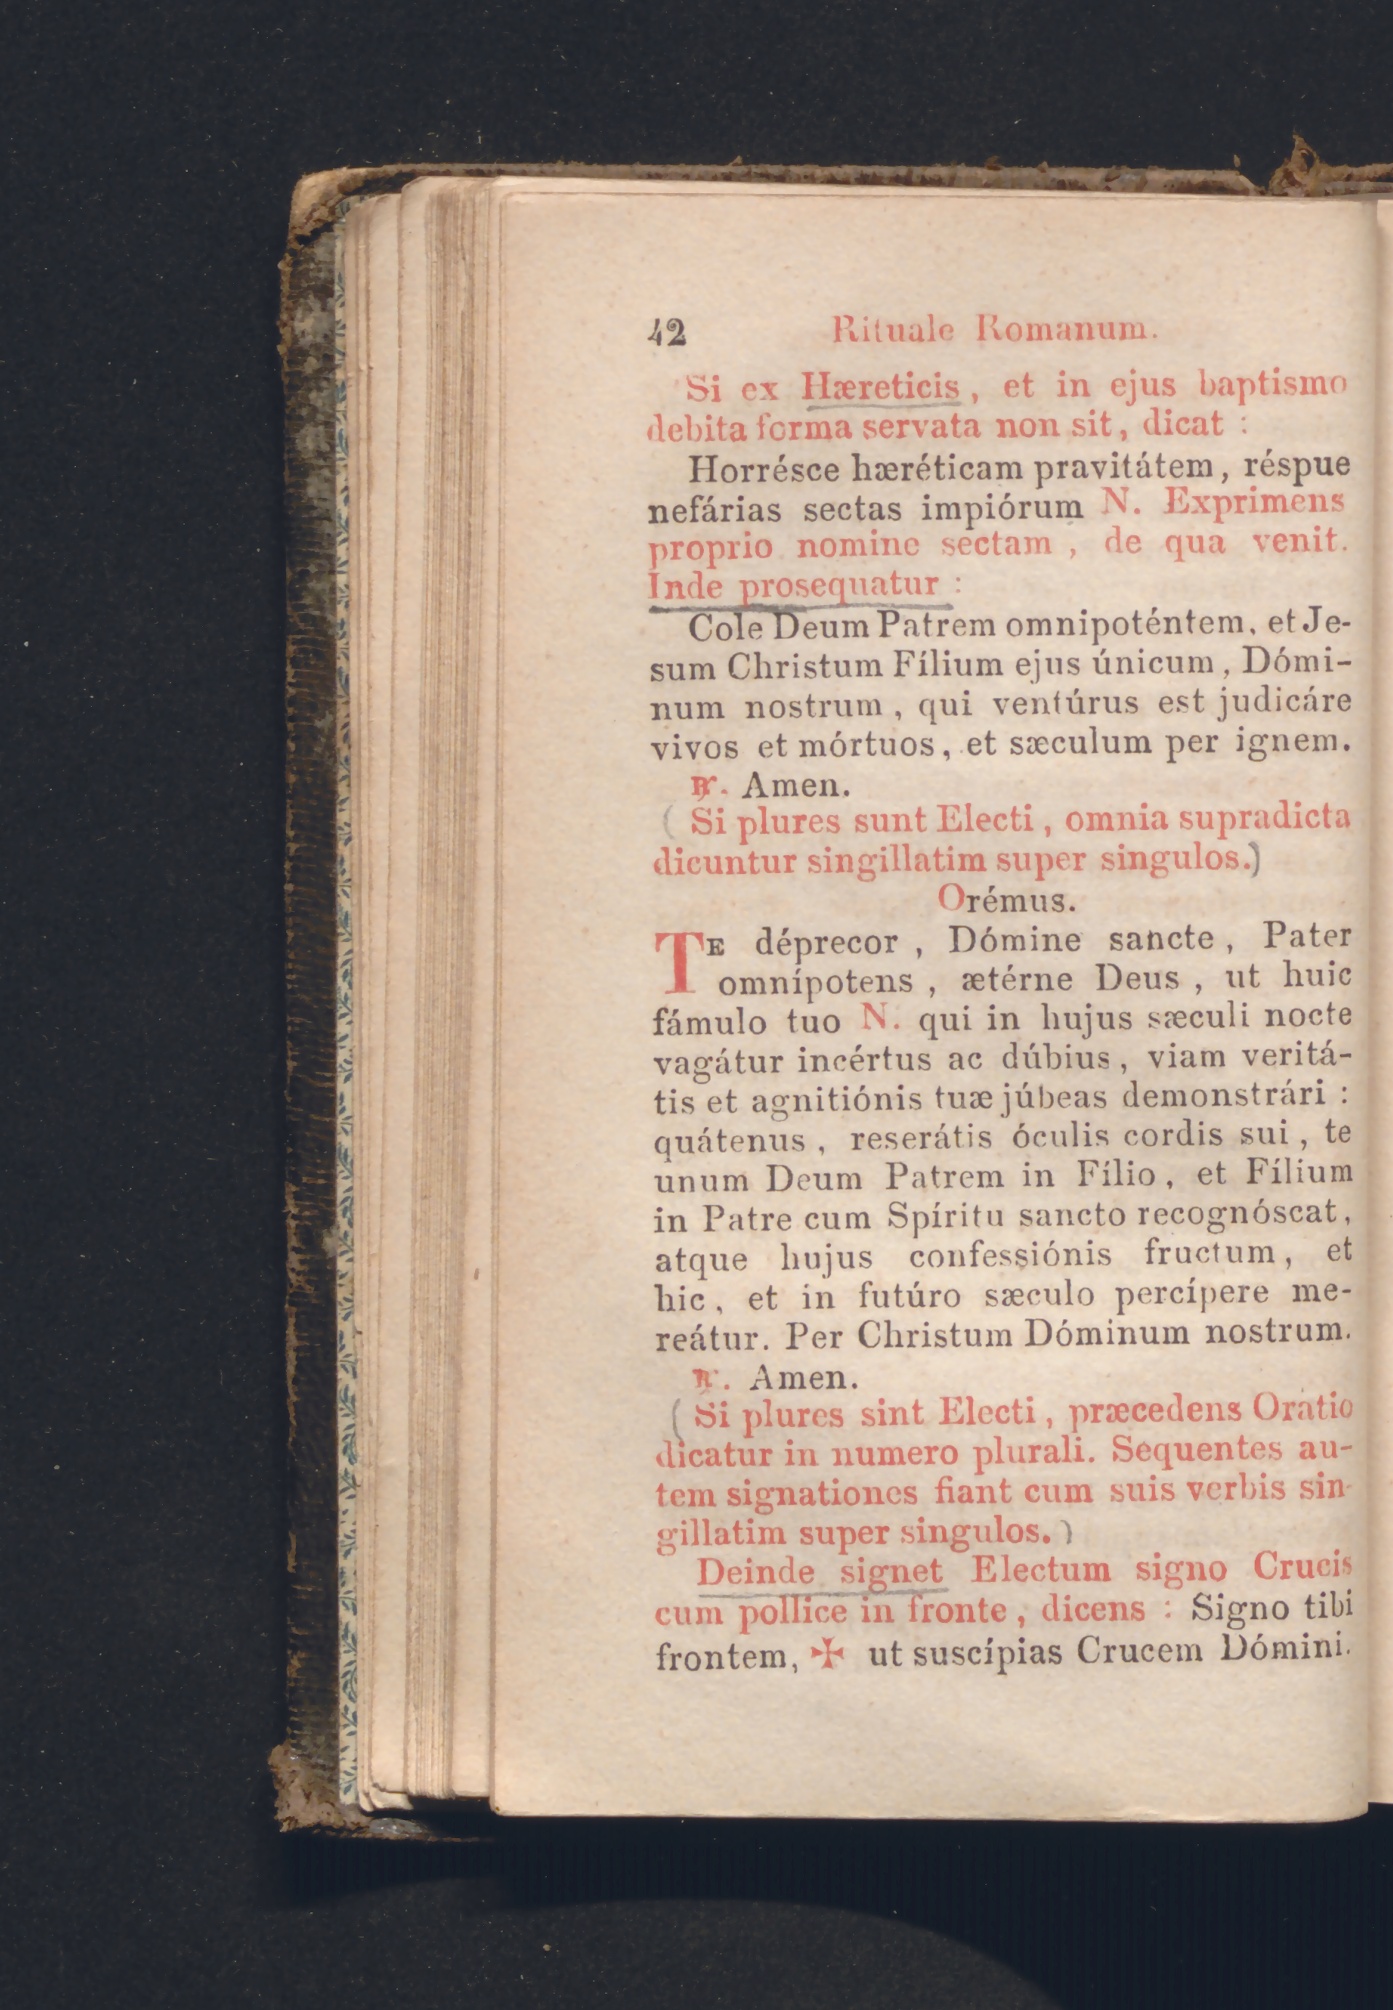 42 Rituale Romanum.
Si ex Hæreticis, et in ejus baptismo
debita forma servata non sit, dicat :
Horrésce hæréticam pravitátem, réspue
nefárias sectas impiórum N. Exprimens
proprio nomine sectam, de qua venit.
Inde prosequatur :
Cole Deum Patrem omnipoténtem, et Je-
sum Christum Fílium ejus únicum, Dómi-
num nostrum, qui ventúrus est judicáre
vivos et mórtuos, et sæculum per ignem.
℟. Amen.
(Si plures sunt Electi, omnia supradicta
dicuntur singillatim super singulos.)
Orémus.
TE déprecor, Dómine sancte, Pater
omnípotens, ætérne Deus, ut huic
fámulo tuo N. qui in hujus sæculi nocte
vagátur incértus ac dúbius, viam veritá-
tis et agnitiónis tuæ júbeas demonstrári :
quátenus, reserátis óculis cordis sui, te
unum Deum Patrem in Fílio, et Fílium
in Patre cum Spíritu sancto recognóscat,
atque hujus confessiónis fructum, et
hic, et in futúro sæculo percípere me-
reátur. Per Christum Dóminum nostrum.
℟. Amen.
(Si plures sint Electi, præcedens Oratio
dicatur in numero plurali. Sequentes au-
tem signationes fiant cum suis verbis sin-
gillatim super singulos.)
Deinde signet Electum signo Crucis
cum pollice in fronte, dicens : Signo tibi
frontem, ✠ ut suscípias Crucem Dómini.